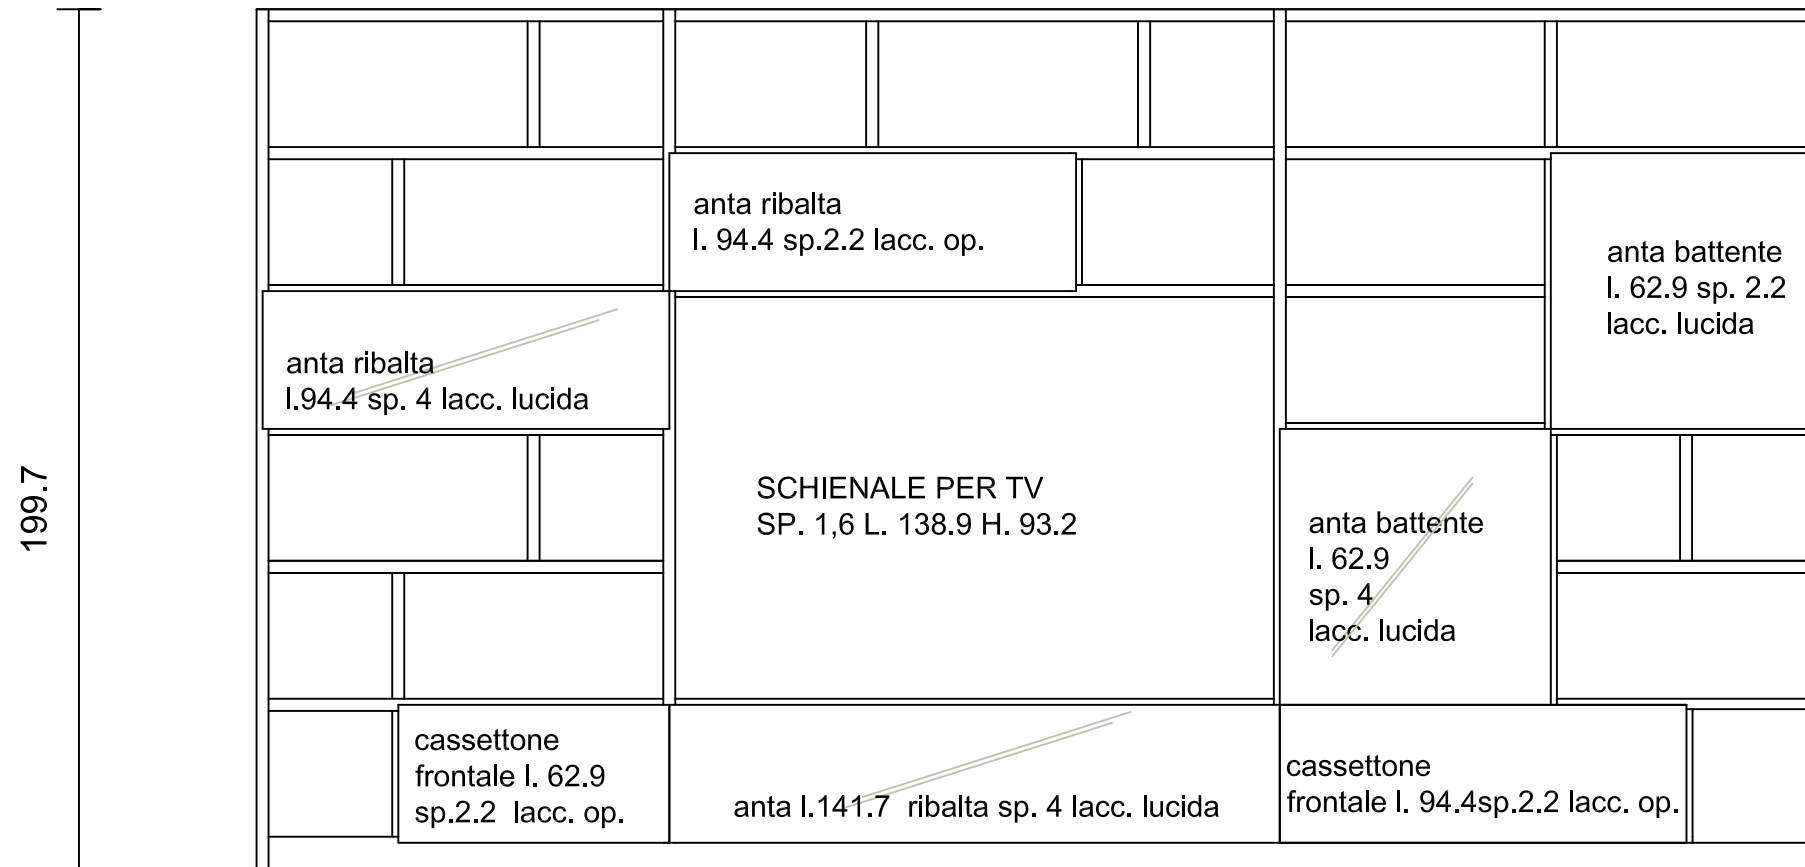 anta ribalta
l. 94.4 sp.2.2 lacc. op.
anta battente
l. 62.9 sp. 2.2
lacc. lucida
anta ribalta
l.94.4 sp. 4 lacc. lucida
199.7
SCHIENALE PER TV
SP. 1,6 L. 138.9 H. 93.2
anta battente
l. 62.9
sp. 4
lacc. lucida
cassettone
frontale l. 62.9
sp.2.2 lacc. op.
anta l.141.7 ribalta sp. 4 lacc. lucida
cassettone
frontale l. 94.4sp.2.2 lacc. op.